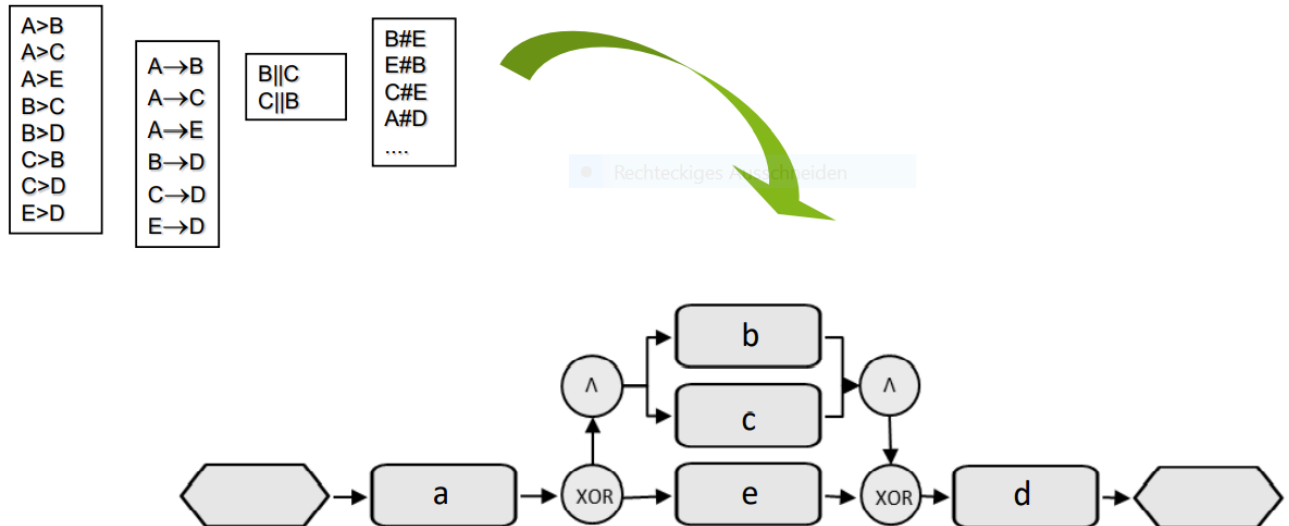 A>B
A>C
A>E
B>C
B>D
C>B
C>D
E>D
A→B
A→C
A→E
B→D
C→D
E→D
B||C
C||B
B#E
E#B
C#E
A#D
....
Rechteckiges Ausschneiden
b
Λ
Λ
c
a
XOR
e
XOR
d